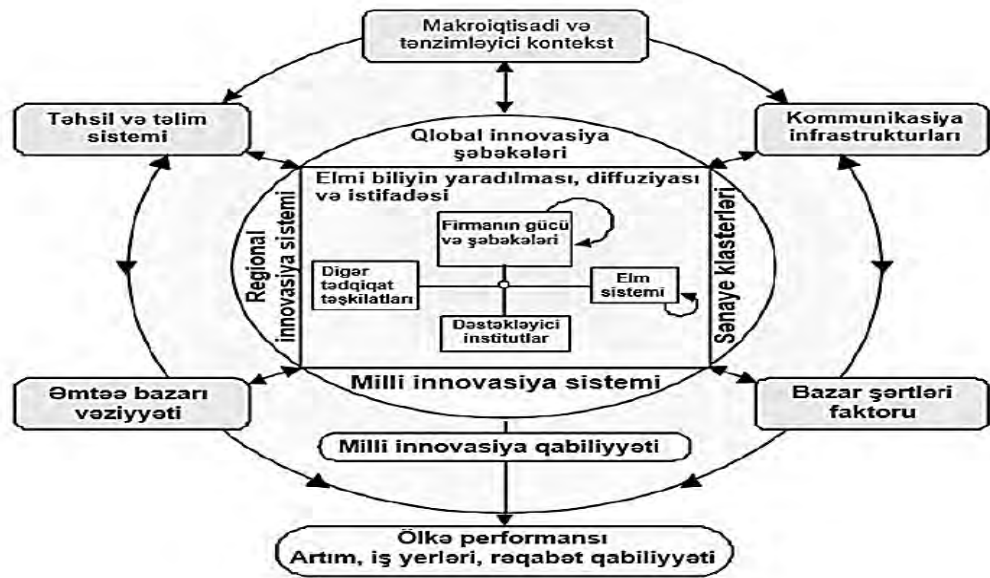 Makroiqtisadi və
tənzimləyici kontekst
Təhsil və təlim
sistemi
Kommunikasiya
infrastrukturları
Qlobal innovasiya
şəbəkələri
Elmi biliyin yaradılması, diffuziyası
və istifadəsi
Regional
innovasiya sistemi
Firmanın gücü
və şəbəkələri
Digər
tədqiqat
təşkilatları
Elm
sistemi
Dəstəkləyici
institutlar
Sənaye klasterləri
Əmtəə bazarı
vəziyyəti
Milli innovasiya sistemi
Bazar şərtləri
faktoru
Milli innovasiya qabiliyyəti
Ölkə performansı
Artım, iş yerləri, rəqabət qabiliyyəti